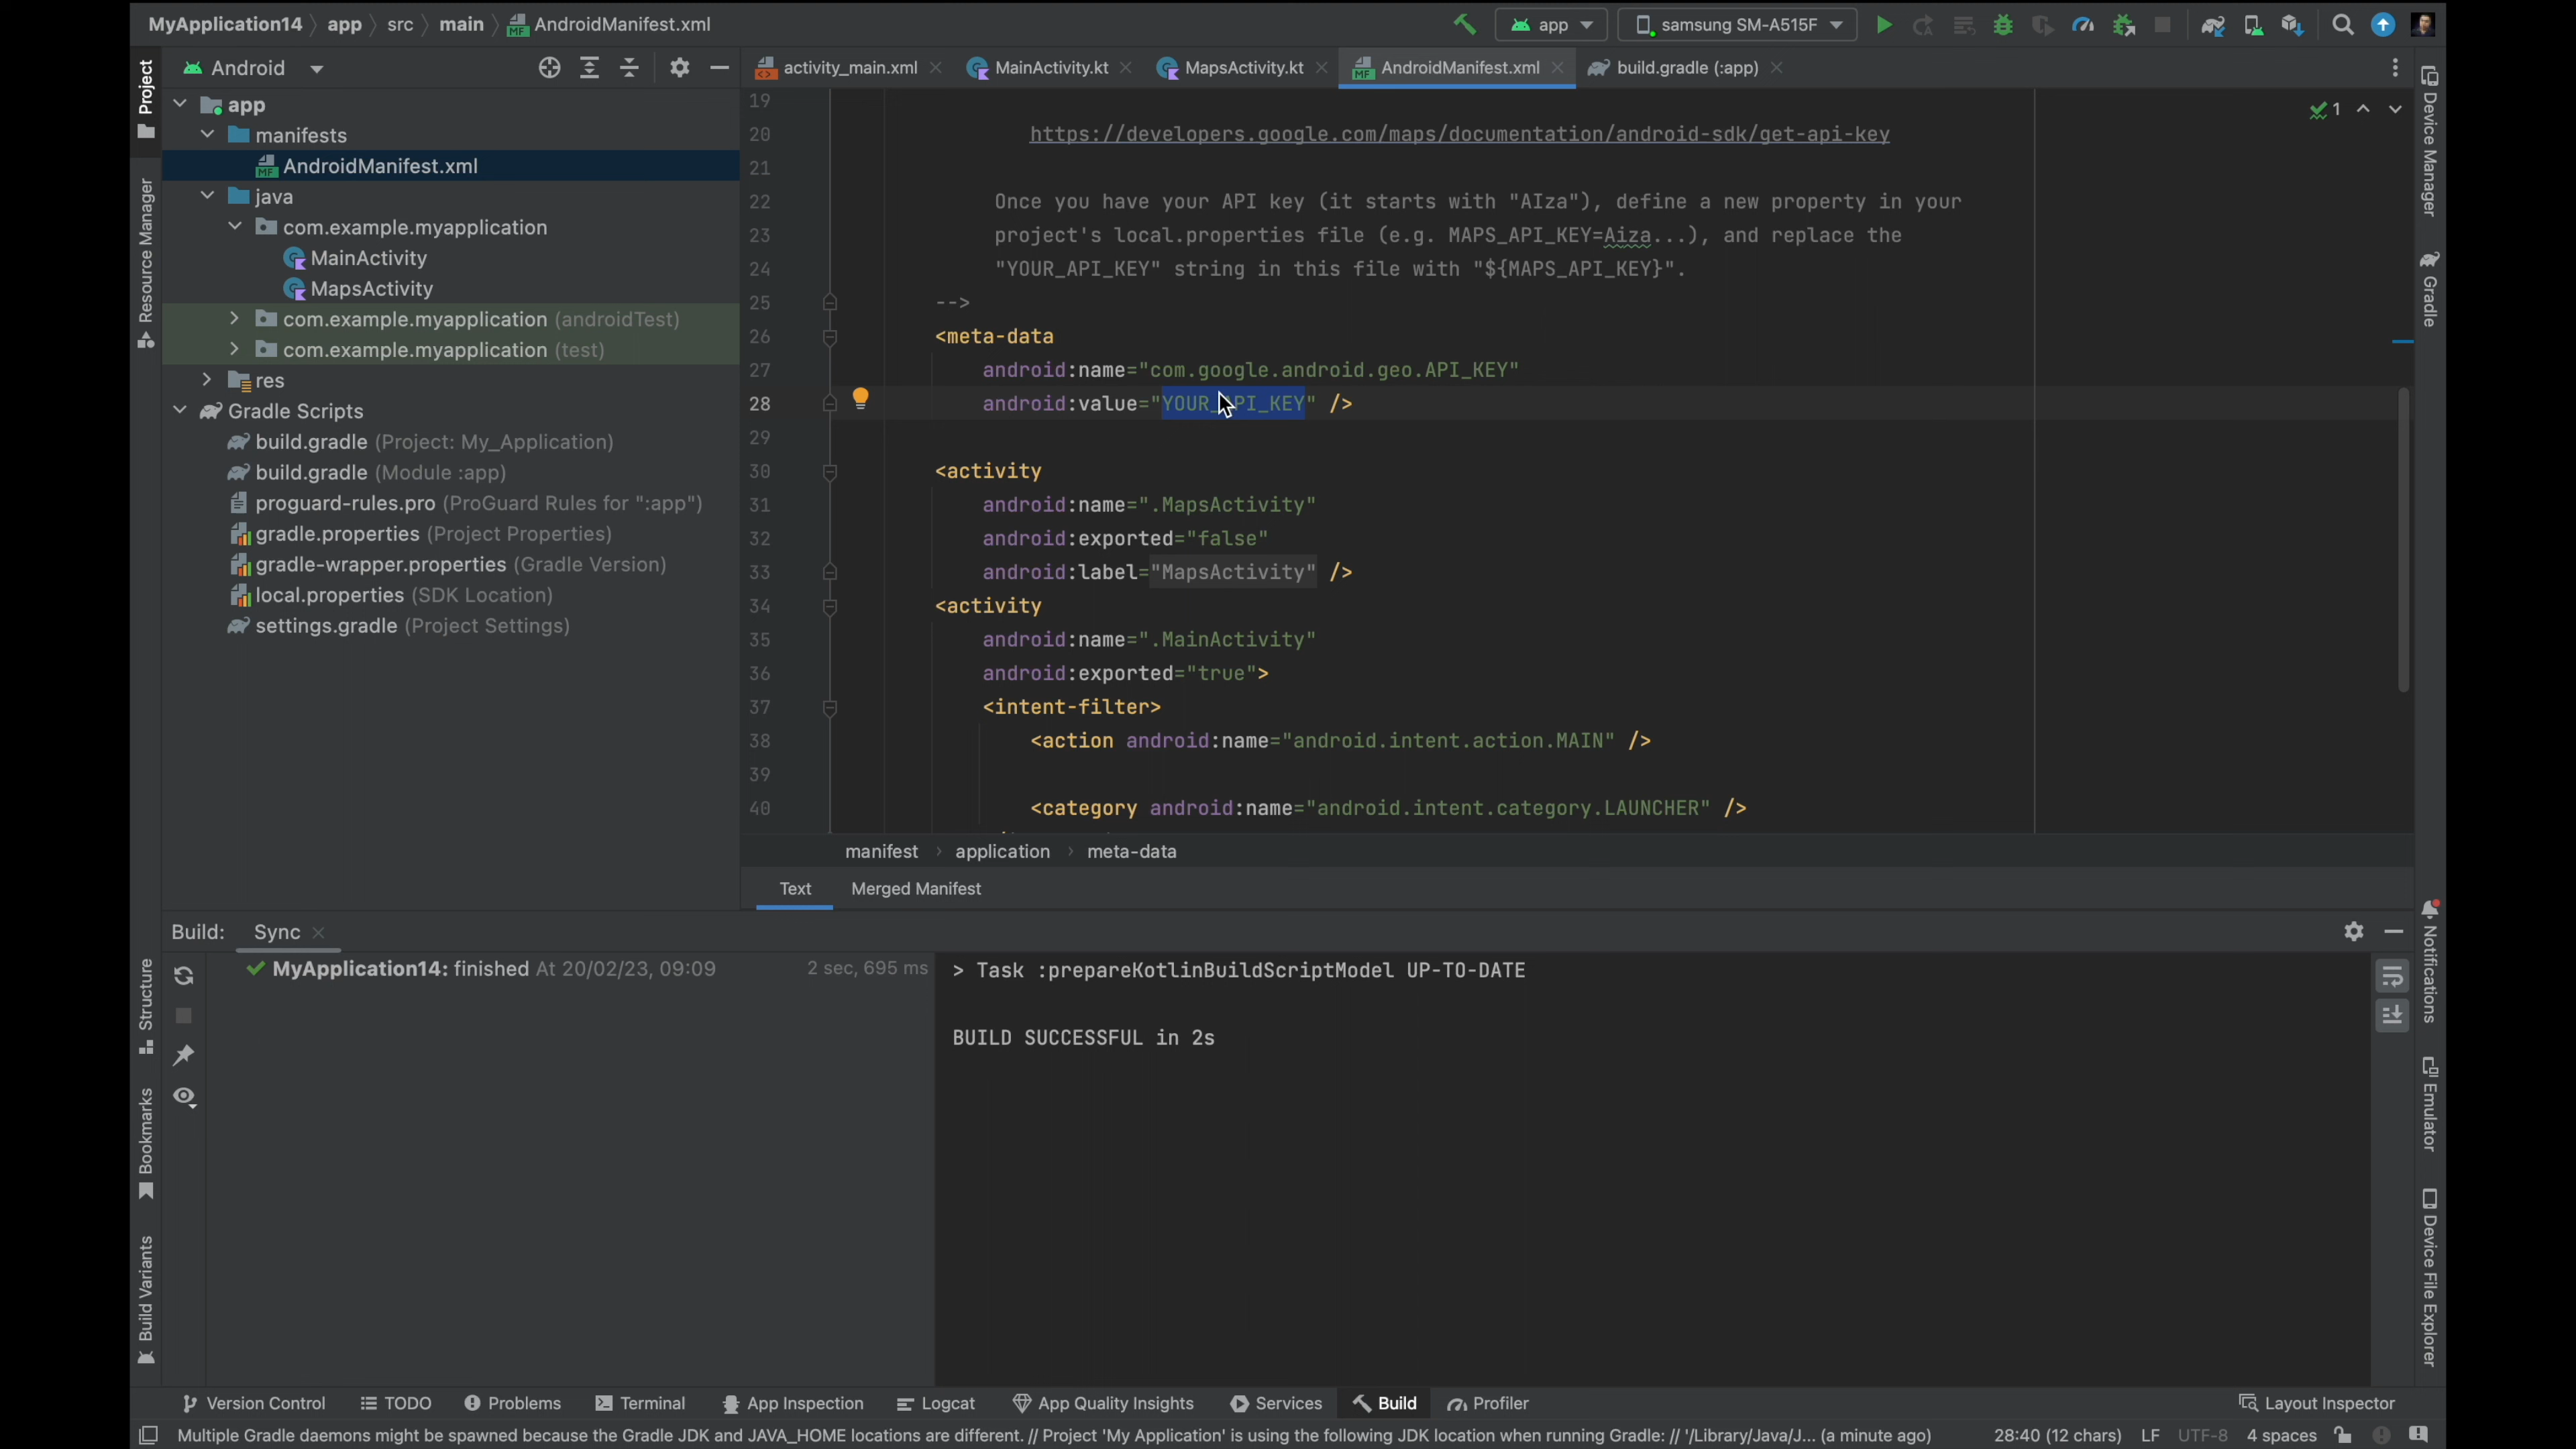 MyApplication14 app src main AndroidManifest.xml
app samsung SM-A515F
Project
Android
activity_main.xml MainActivity.kt MapsActivity.kt AndroidManifest.xml build.gradle (:app)
app
manifests
AndroidManifest.xml
java
com.example.myapplication
MainActivity
MapsActivity
com.example.myapplication (androidTest)
com.example.myapplication (test)
res
Gradle Scripts
build.gradle (Project: My_Application)
build.gradle (Module :app)
proguard-rules.pro (ProGuard Rules for ":app")
gradle.properties (Project Properties)
gradle-wrapper.properties (Gradle Version)
local.properties (SDK Location)
settings.gradle (Project Settings)
Resource Manager
Structure
Bookmarks
Build Variants
19
20 https://developers.google.com/maps/documentation/android-sdk/get-api-key
21
22 Once you have your API key (it starts with "AIza"), define a new property in your
23 project's local.properties file (e.g. MAPS_API_KEY=Aiza...), and replace the
24 "YOUR_API_KEY" string in this file with "${MAPS_API_KEY}".
25 -->
26 <meta-data
27 android:name="com.google.android.geo.API_KEY"
28 android:value="YOUR_API_KEY" />
29
30 <activity
31 android:name=".MapsActivity"
32 android:exported="false"
33 android:label="MapsActivity" />
34 <activity
35 android:name=".MainActivity"
36 android:exported="true">
37 <intent-filter>
38 <action android:name="android.intent.action.MAIN" />
39
40 <category android:name="android.intent.category.LAUNCHER" />
1
manifest application meta-data
Text Merged Manifest
Device Manager
Gradle
Notifications
Emulator
Device File Explorer
Build: Sync
MyApplication14: finished At 20/02/23, 09:09 2 sec, 695 ms
> Task :prepareKotlinBuildScriptModel UP-TO-DATE
BUILD SUCCESSFUL in 2s
Version Control TODO Problems Terminal App Inspection Logcat App Quality Insights Services Build Profiler Layout Inspector
Multiple Gradle daemons might be spawned because the Gradle JDK and JAVA_HOME locations are different. // Project 'My Application' is using the following JDK location when running Gradle: // '/Library/Java/J... (a minute ago) 28:40 (12 chars) LF UTF-8 4 spaces